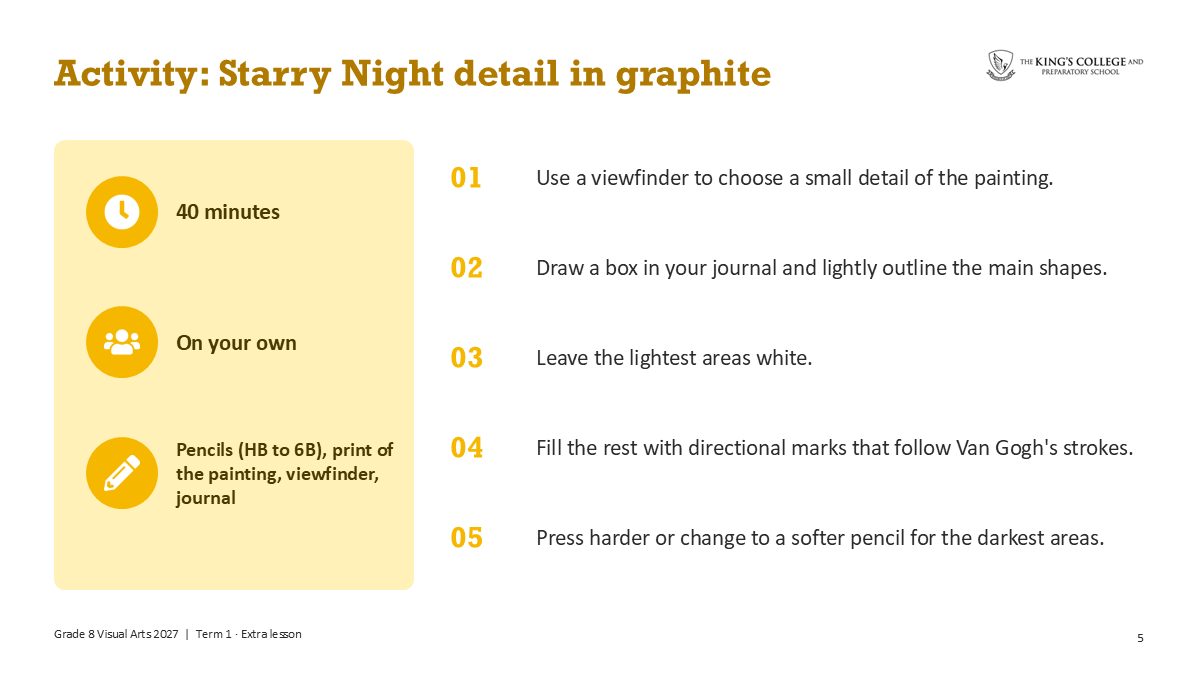 Activity: Starry Night detail in graphite
THE KING'S COLLEGE AND
PREPARATORY SCHOOL
40 minutes
On your own
Pencils (HB to 6B), print of
the painting, viewfinder,
journal
01 Use a viewfinder to choose a small detail of the painting.
02 Draw a box in your journal and lightly outline the main shapes.
03 Leave the lightest areas white.
04 Fill the rest with directional marks that follow Van Gogh's strokes.
05 Press harder or change to a softer pencil for the darkest areas.
Grade 8 Visual Arts 2027 | Term 1 · Extra lesson
5